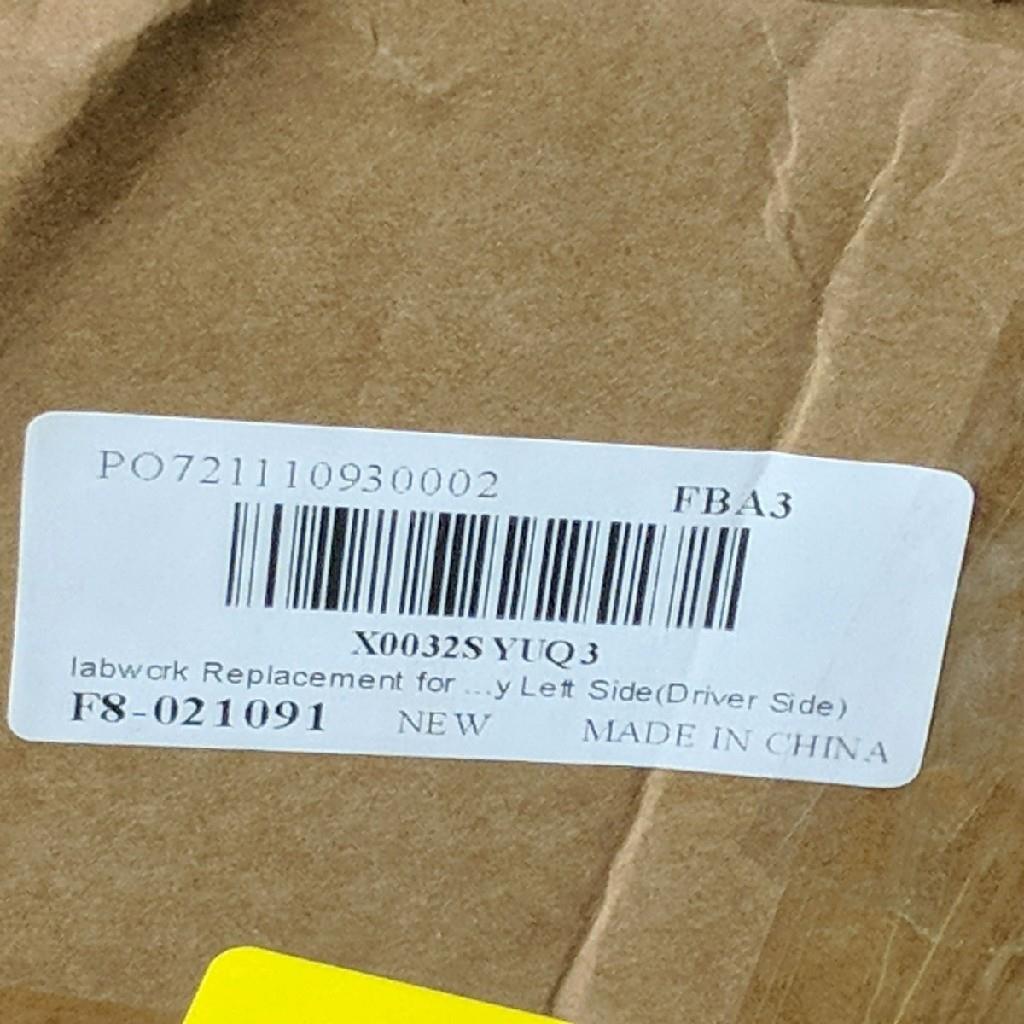 PO721110930002 FBA3
X0032SYUQ3
labwork Replacement for ...y Left Side(Driver Side)
F8-021091 NEW MADE IN CHINA